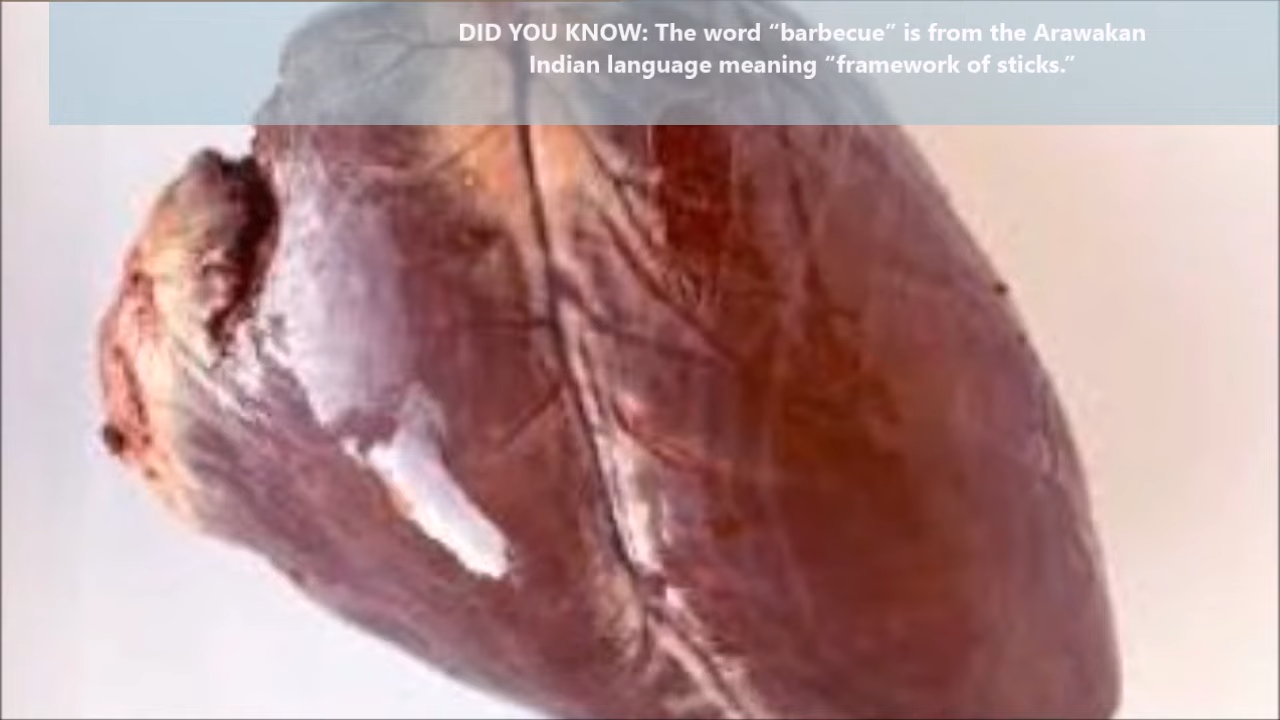 DID YOU KNOW: The word “barbecue” is from the Arawakan
Indian language meaning “framework of sticks.”